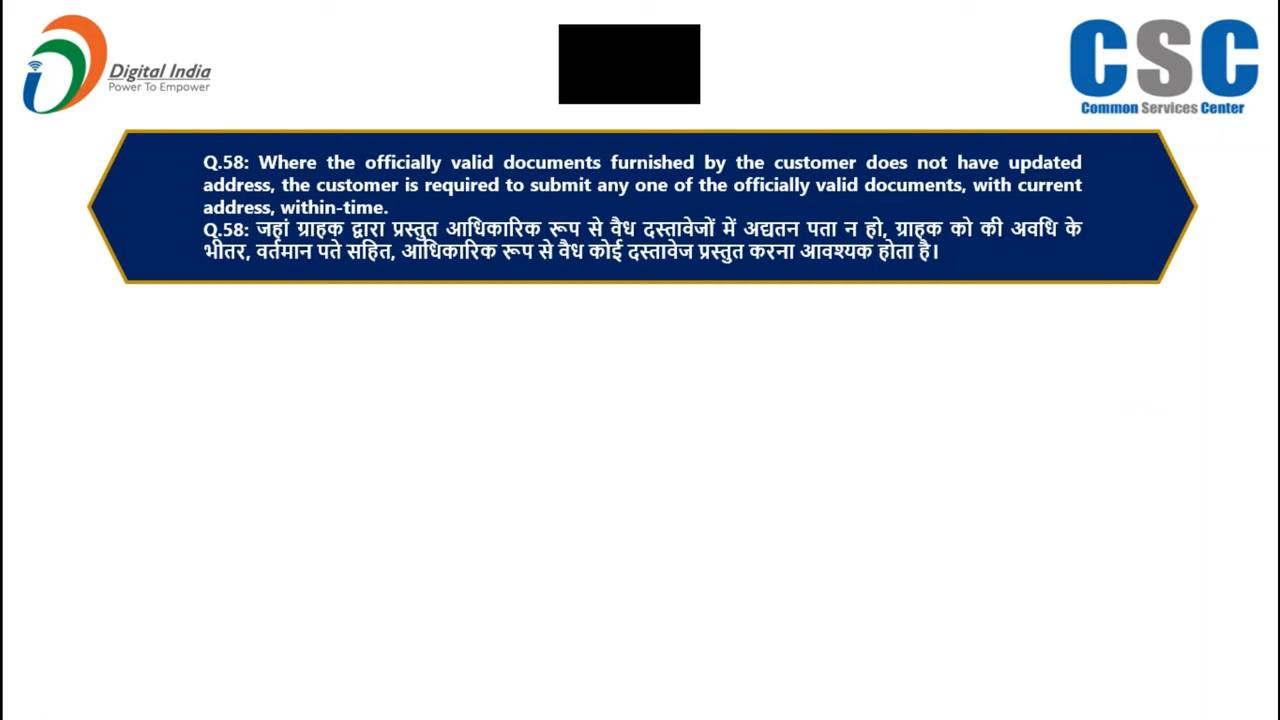 Digital India
Power To Empower
CSC
Common Services Center
Q.58: Where the officially valid documents furnished by the customer does not have updated
address, the customer is required to submit any one of the officially valid documents, with current
address, within-time.
Q.58: जहां ग्राहक द्वारा प्रस्तुत आधिकारिक रूप से वैध दस्तावेजों में अद्यतन पता न हो, ग्राहक को की अवधि के
भीतर, वर्तमान पते सहित, आधिकारिक रूप से वैध कोई दस्तावेज प्रस्तुत करना आवश्यक होता है।